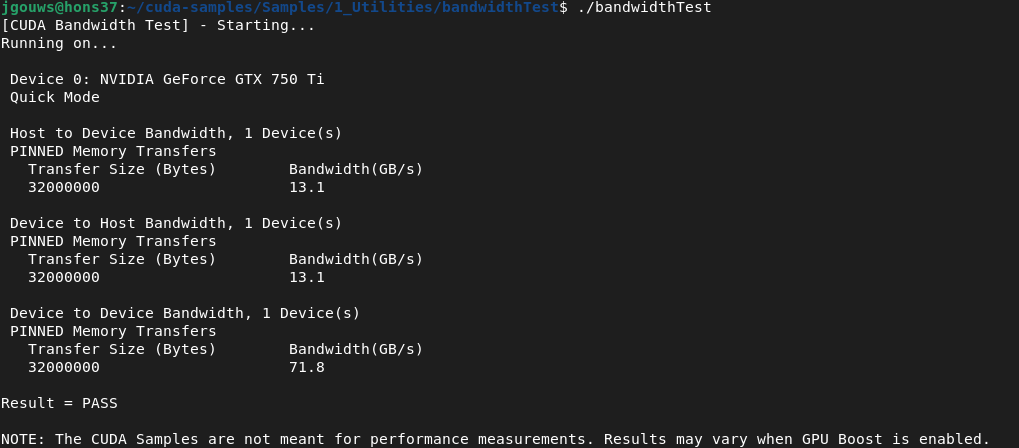 jgouws@hons37:~/cuda-samples/Samples/1_Utilities/bandwidthTest$ ./bandwidthTest
[CUDA Bandwidth Test] - Starting...
Running on...

 Device 0: NVIDIA GeForce GTX 750 Ti
 Quick Mode

 Host to Device Bandwidth, 1 Device(s)
 PINNED Memory Transfers
   Transfer Size (Bytes)        Bandwidth(GB/s)
   32000000                     13.1

 Device to Host Bandwidth, 1 Device(s)
 PINNED Memory Transfers
   Transfer Size (Bytes)        Bandwidth(GB/s)
   32000000                     13.1

 Device to Device Bandwidth, 1 Device(s)
 PINNED Memory Transfers
   Transfer Size (Bytes)        Bandwidth(GB/s)
   32000000                     71.8

Result = PASS

NOTE: The CUDA Samples are not meant for performance measurements. Results may vary when GPU Boost is enabled.